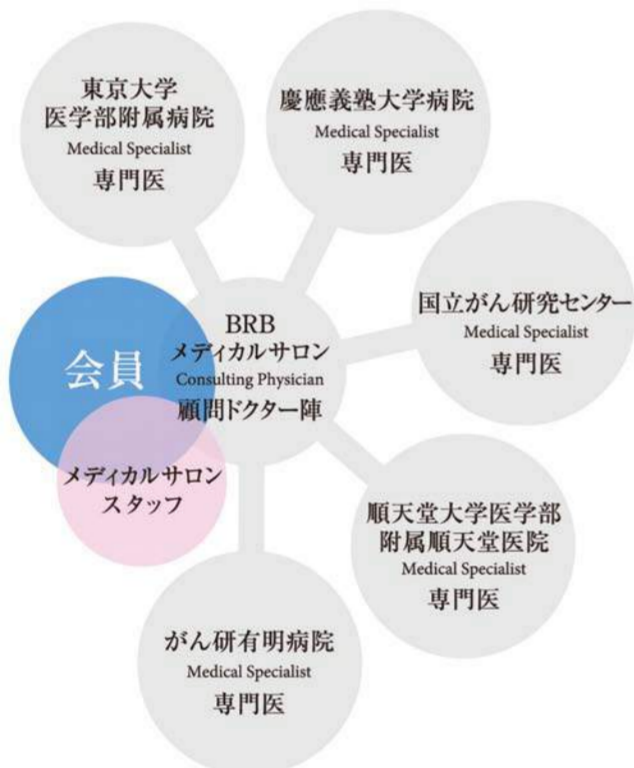 東京大学
医学部附属病院
Medical Specialist
専門医
慶應義塾大学病院
Medical Specialist
専門医
国立がん研究センター
Medical Specialist
専門医
BRB
メディカルサロン
Consulting Physician
顧問ドクター陣
会員
メディカルサロン
スタッフ
順天堂大学医学部
附属順天堂医院
Medical Specialist
専門医
がん研有明病院
Medical Specialist
専門医